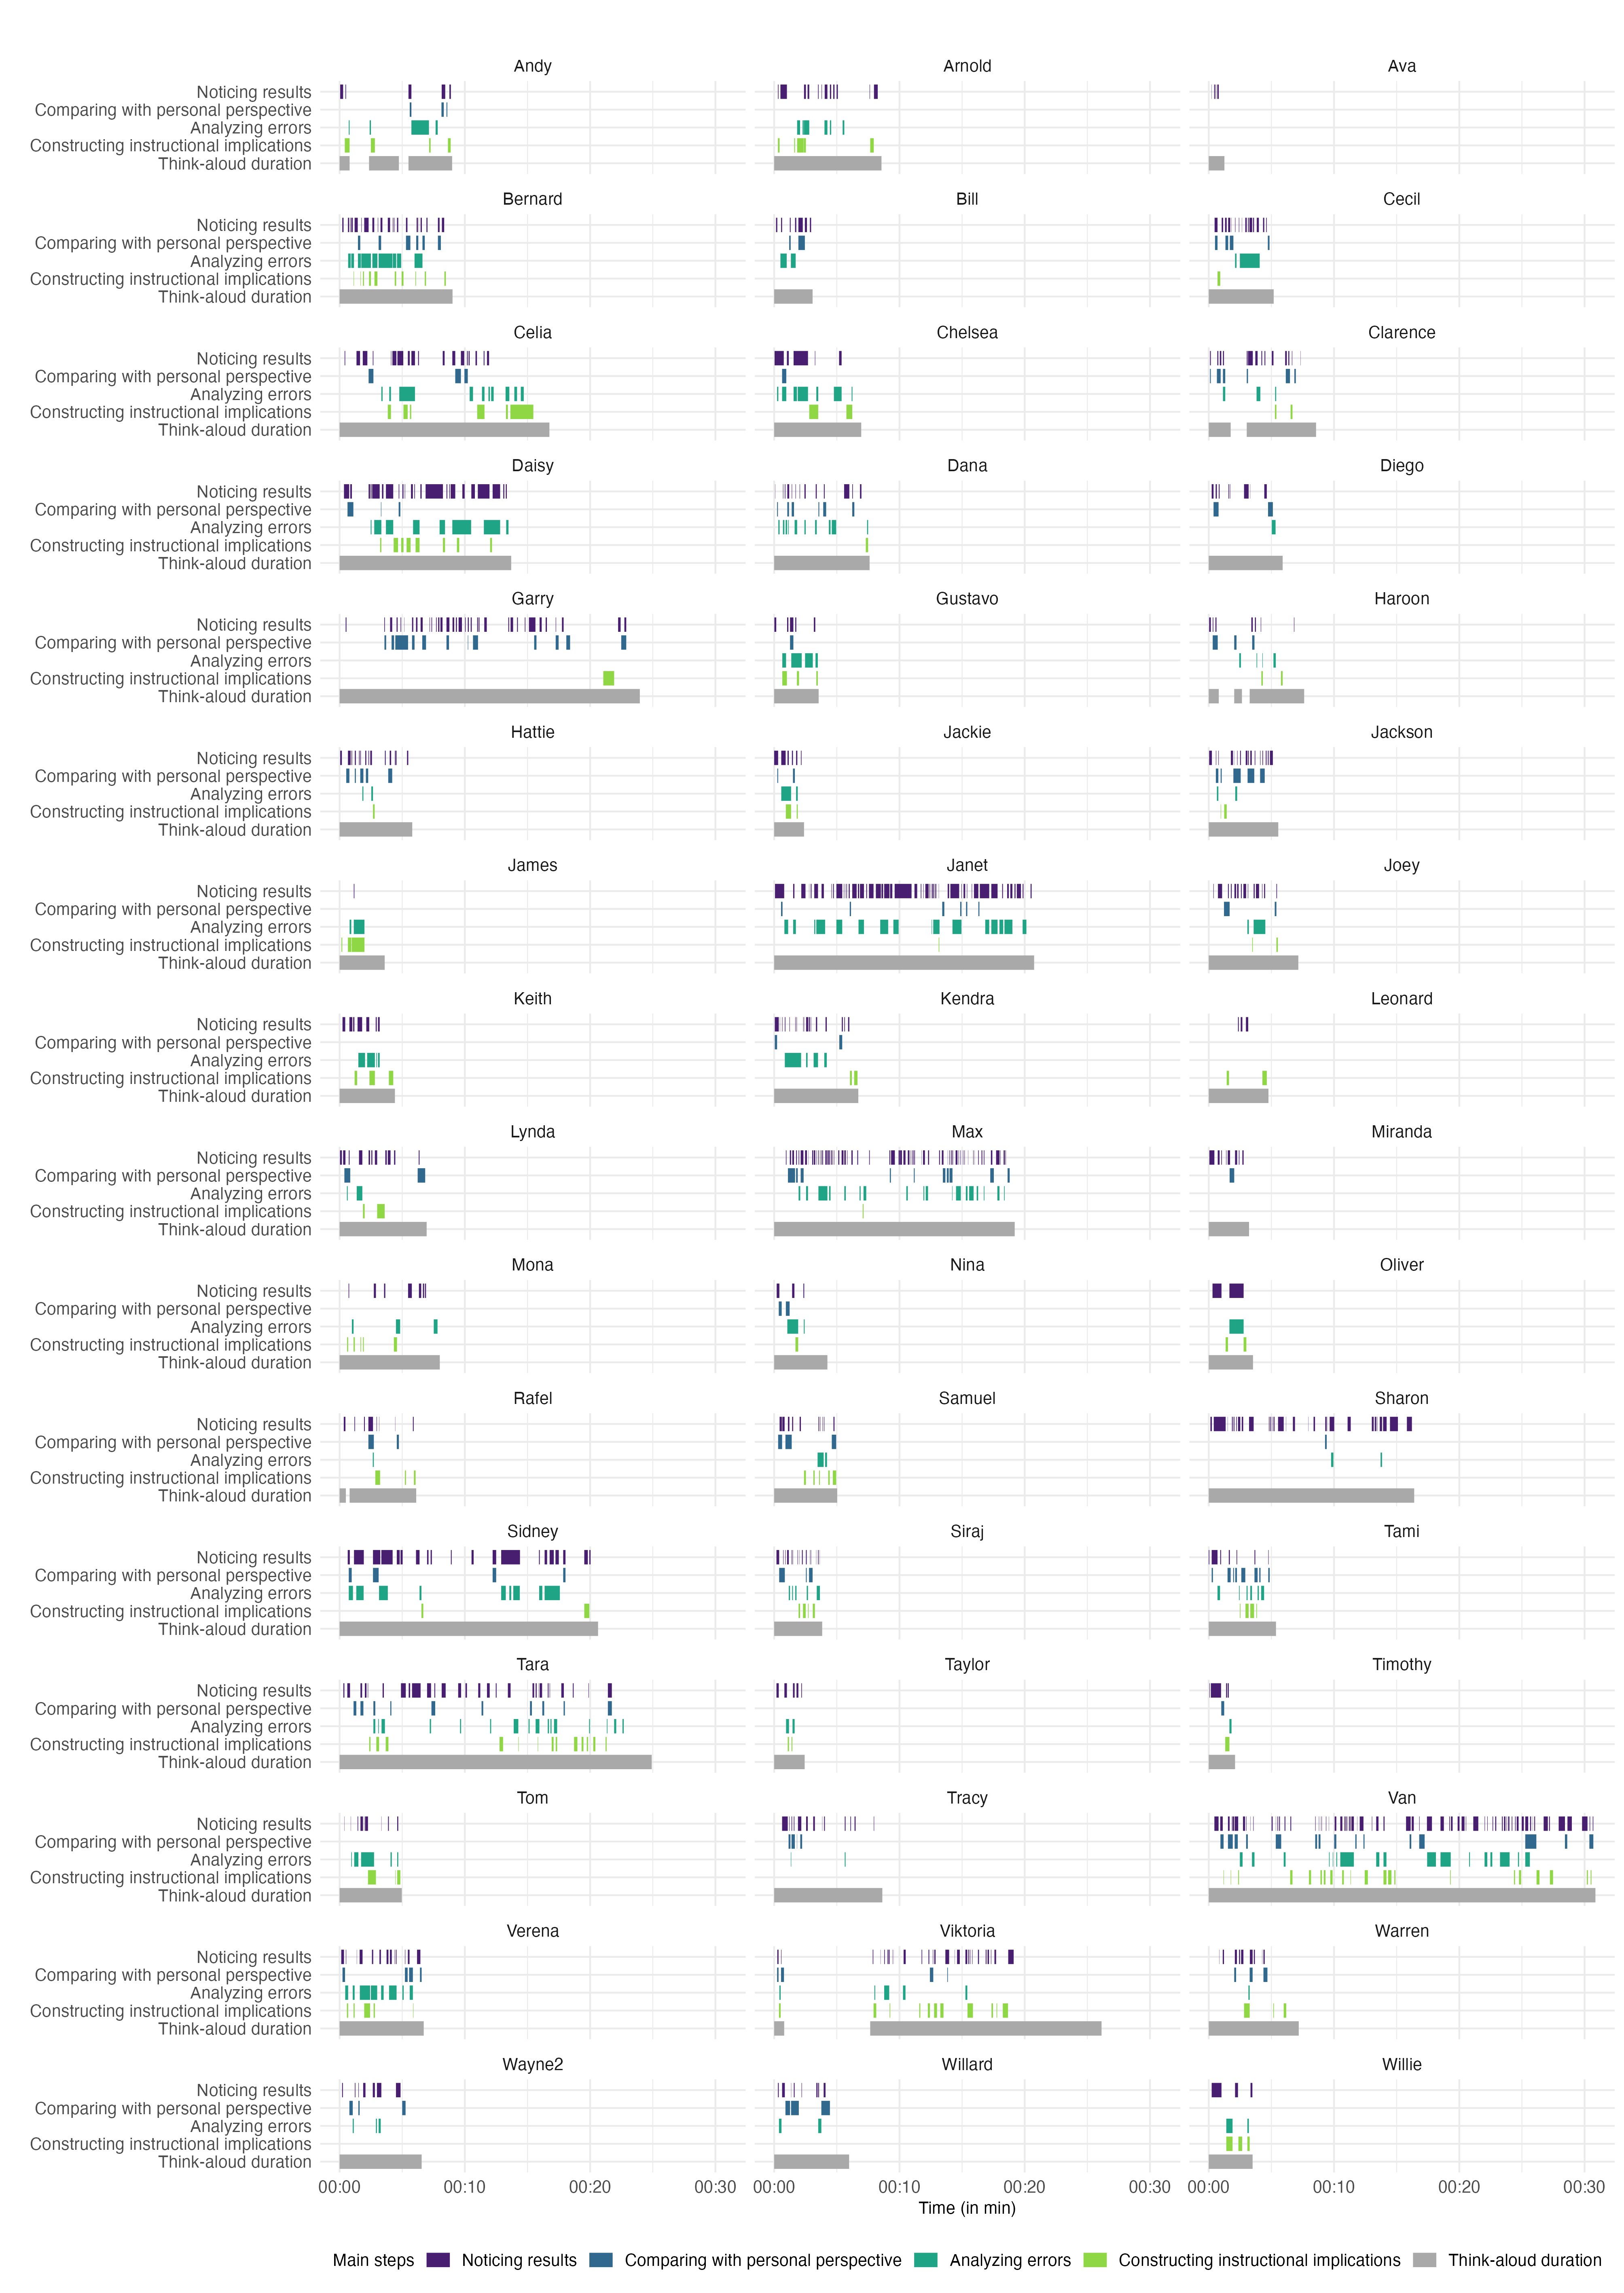 Andy Arnold Ava
Noticing results
Comparing with personal perspective
Analyzing errors
Constructing instructional implications
Think-aloud duration
Bernard Bill Cecil
Noticing results
Comparing with personal perspective
Analyzing errors
Constructing instructional implications
Think-aloud duration
Celia Chelsea Clarence
Noticing results
Comparing with personal perspective
Analyzing errors
Constructing instructional implications
Think-aloud duration
Daisy Dana Diego
Noticing results
Comparing with personal perspective
Analyzing errors
Constructing instructional implications
Think-aloud duration
Garry Gustavo Haroon
Noticing results
Comparing with personal perspective
Analyzing errors
Constructing instructional implications
Think-aloud duration
Hattie Jackie Jackson
Noticing results
Comparing with personal perspective
Analyzing errors
Constructing instructional implications
Think-aloud duration
James Janet Joey
Noticing results
Comparing with personal perspective
Analyzing errors
Constructing instructional implications
Think-aloud duration
Keith Kendra Leonard
Noticing results
Comparing with personal perspective
Analyzing errors
Constructing instructional implications
Think-aloud duration
Lynda Max Miranda
Noticing results
Comparing with personal perspective
Analyzing errors
Constructing instructional implications
Think-aloud duration
Mona Nina Oliver
Noticing results
Comparing with personal perspective
Analyzing errors
Constructing instructional implications
Think-aloud duration
Rafel Samuel Sharon
Noticing results
Comparing with personal perspective
Analyzing errors
Constructing instructional implications
Think-aloud duration
Sidney Siraj Tami
Noticing results
Comparing with personal perspective
Analyzing errors
Constructing instructional implications
Think-aloud duration
Tara Taylor Timothy
Noticing results
Comparing with personal perspective
Analyzing errors
Constructing instructional implications
Think-aloud duration
Tom Tracy Van
Noticing results
Comparing with personal perspective
Analyzing errors
Constructing instructional implications
Think-aloud duration
Verena Viktoria Warren
Noticing results
Comparing with personal perspective
Analyzing errors
Constructing instructional implications
Think-aloud duration
Wayne2 Willard Willie
Noticing results
Comparing with personal perspective
Analyzing errors
Constructing instructional implications
Think-aloud duration
00:00 00:10 00:20 00:30 00:00 00:10 00:20 00:30 00:00 00:10 00:20 00:30
Time (in min)
Main steps Noticing results Comparing with personal perspective Analyzing errors Constructing instructional implications Think-aloud duration